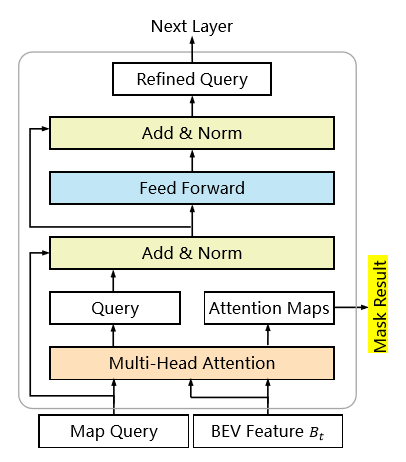 Next Layer
Refined Query
Add & Norm
Feed Forward
Add & Norm
Query
Attention Maps
Mask Result
Multi-Head Attention
Map Query
BEV Feature B_t